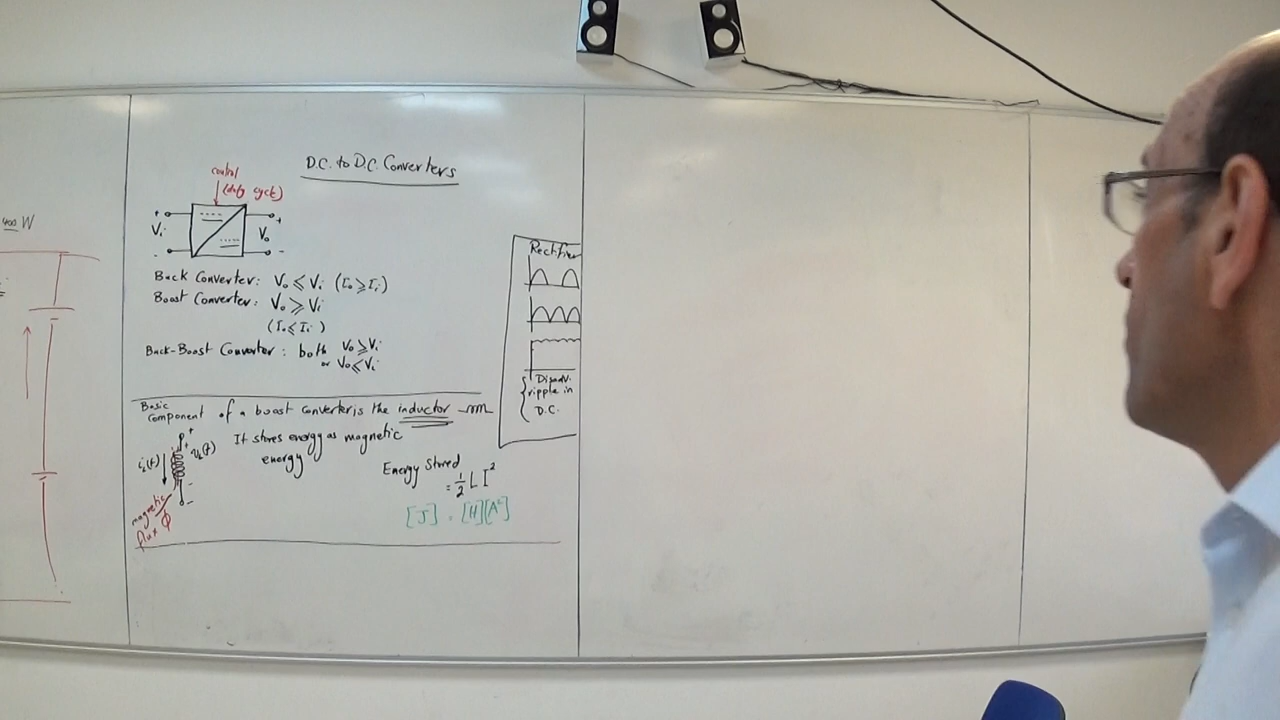 D.C. to D.C. Converters
control
(duty cycle)
+ +
Vi Vo
- -
Back Converter: Vo ≤ Vi (Io ≥ Ii)
Boost Converter: Vo ≥ Vi
(Io ≤ Ii)
Back-Boost Converter: both Vo ≥ Vi
or Vo ≤ Vi
Basic
component of a boost converter is the inductor
It stores energy as magnetic
energy
+
+
iL(t) vL(t)
-
-
magnetic
flux ϕ
Energy Stored
= 1/2 L I²
[J] = [H][A²]
Rectifier
{ Disadv.
ripple in
D.C.
400 W